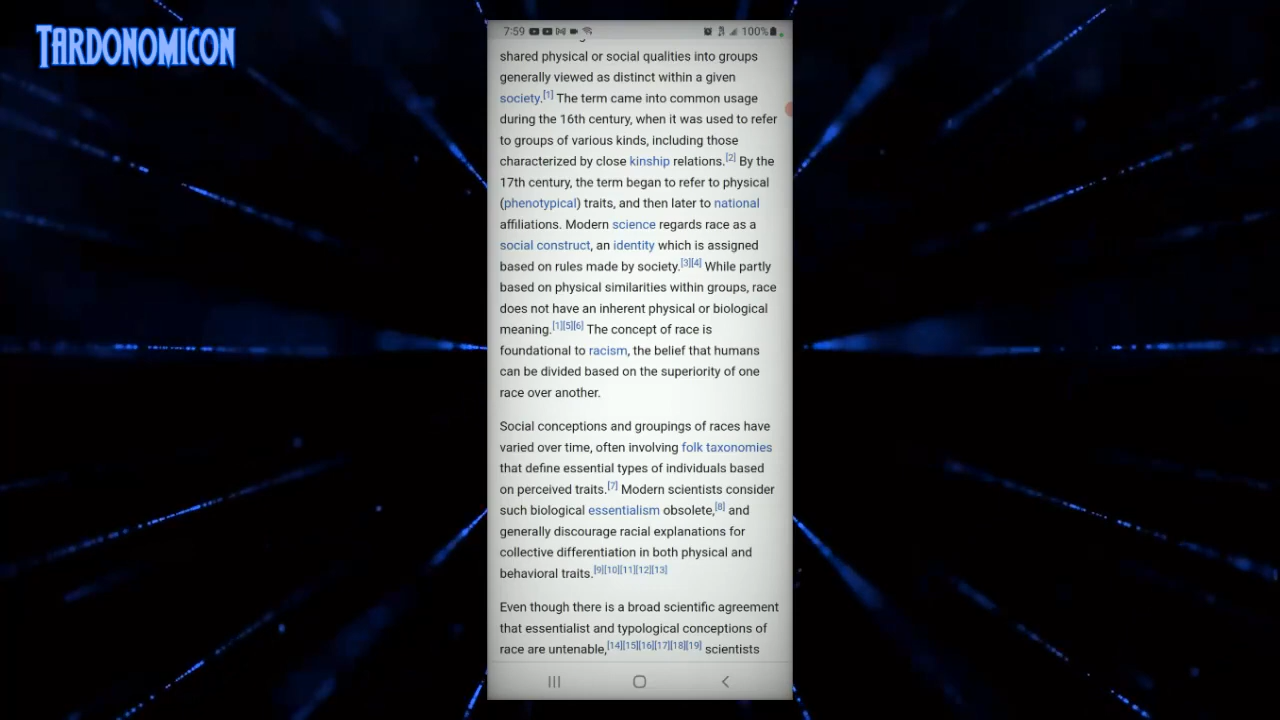 TARDONOMICON
7:59
100%
shared physical or social qualities into groups
generally viewed as distinct within a given
society.[1] The term came into common usage
during the 16th century, when it was used to refer
to groups of various kinds, including those
characterized by close kinship relations.[2] By the
17th century, the term began to refer to physical
(phenotypical) traits, and then later to national
affiliations. Modern science regards race as a
social construct, an identity which is assigned
based on rules made by society.[3][4] While partly
based on physical similarities within groups, race
does not have an inherent physical or biological
meaning.[1][5][6] The concept of race is
foundational to racism, the belief that humans
can be divided based on the superiority of one
race over another.
Social conceptions and groupings of races have
varied over time, often involving folk taxonomies
that define essential types of individuals based
on perceived traits.[7] Modern scientists consider
such biological essentialism obsolete,[8] and
generally discourage racial explanations for
collective differentiation in both physical and
behavioral traits.[9][10][11][12][13]
Even though there is a broad scientific agreement
that essentialist and typological conceptions of
race are untenable,[14][15][16][17][18][19] scientists